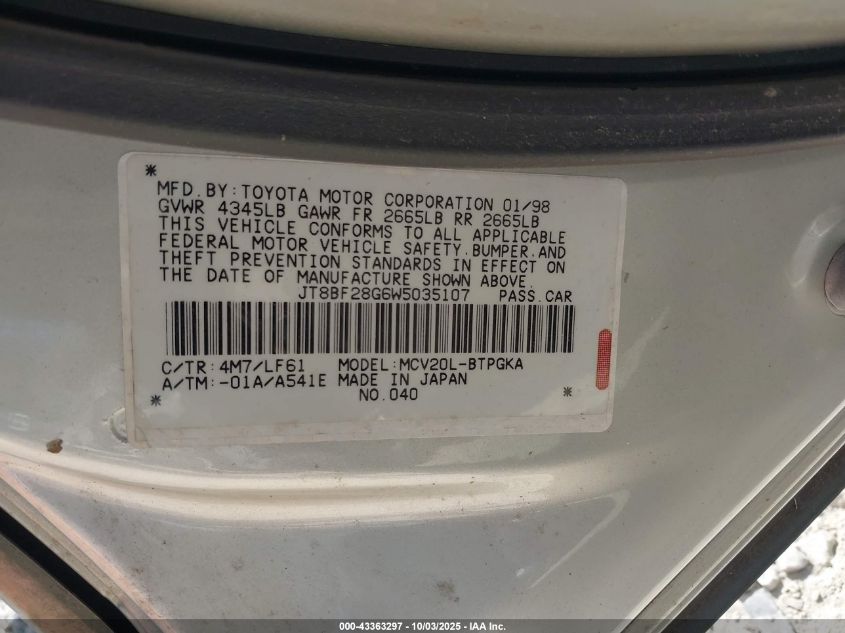 *
MFD.BY:TOYOTA MOTOR CORPORATION 01/98
GVWR 4345LB GAWR FR 2665LB RR 2665LB
THIS VEHICLE CONFORMS TO ALL APPLICABLE
FEDERAL MOTOR VEHICLE SAFETY,BUMPER,AND
THEFT PREVENTION STANDARDS IN EFFECT ON
THE DATE OF MANUFACTURE SHOWN ABOVE.
JT8BF28G6W5035107 PASS.CAR
C/TR:4M7/LF61 MODEL:MCV20L-BTPGKA
A/TM:-01A/A541E MADE IN JAPAN
* NO.040 *
000-43363297 - 10/03/2025 - IAA Inc.